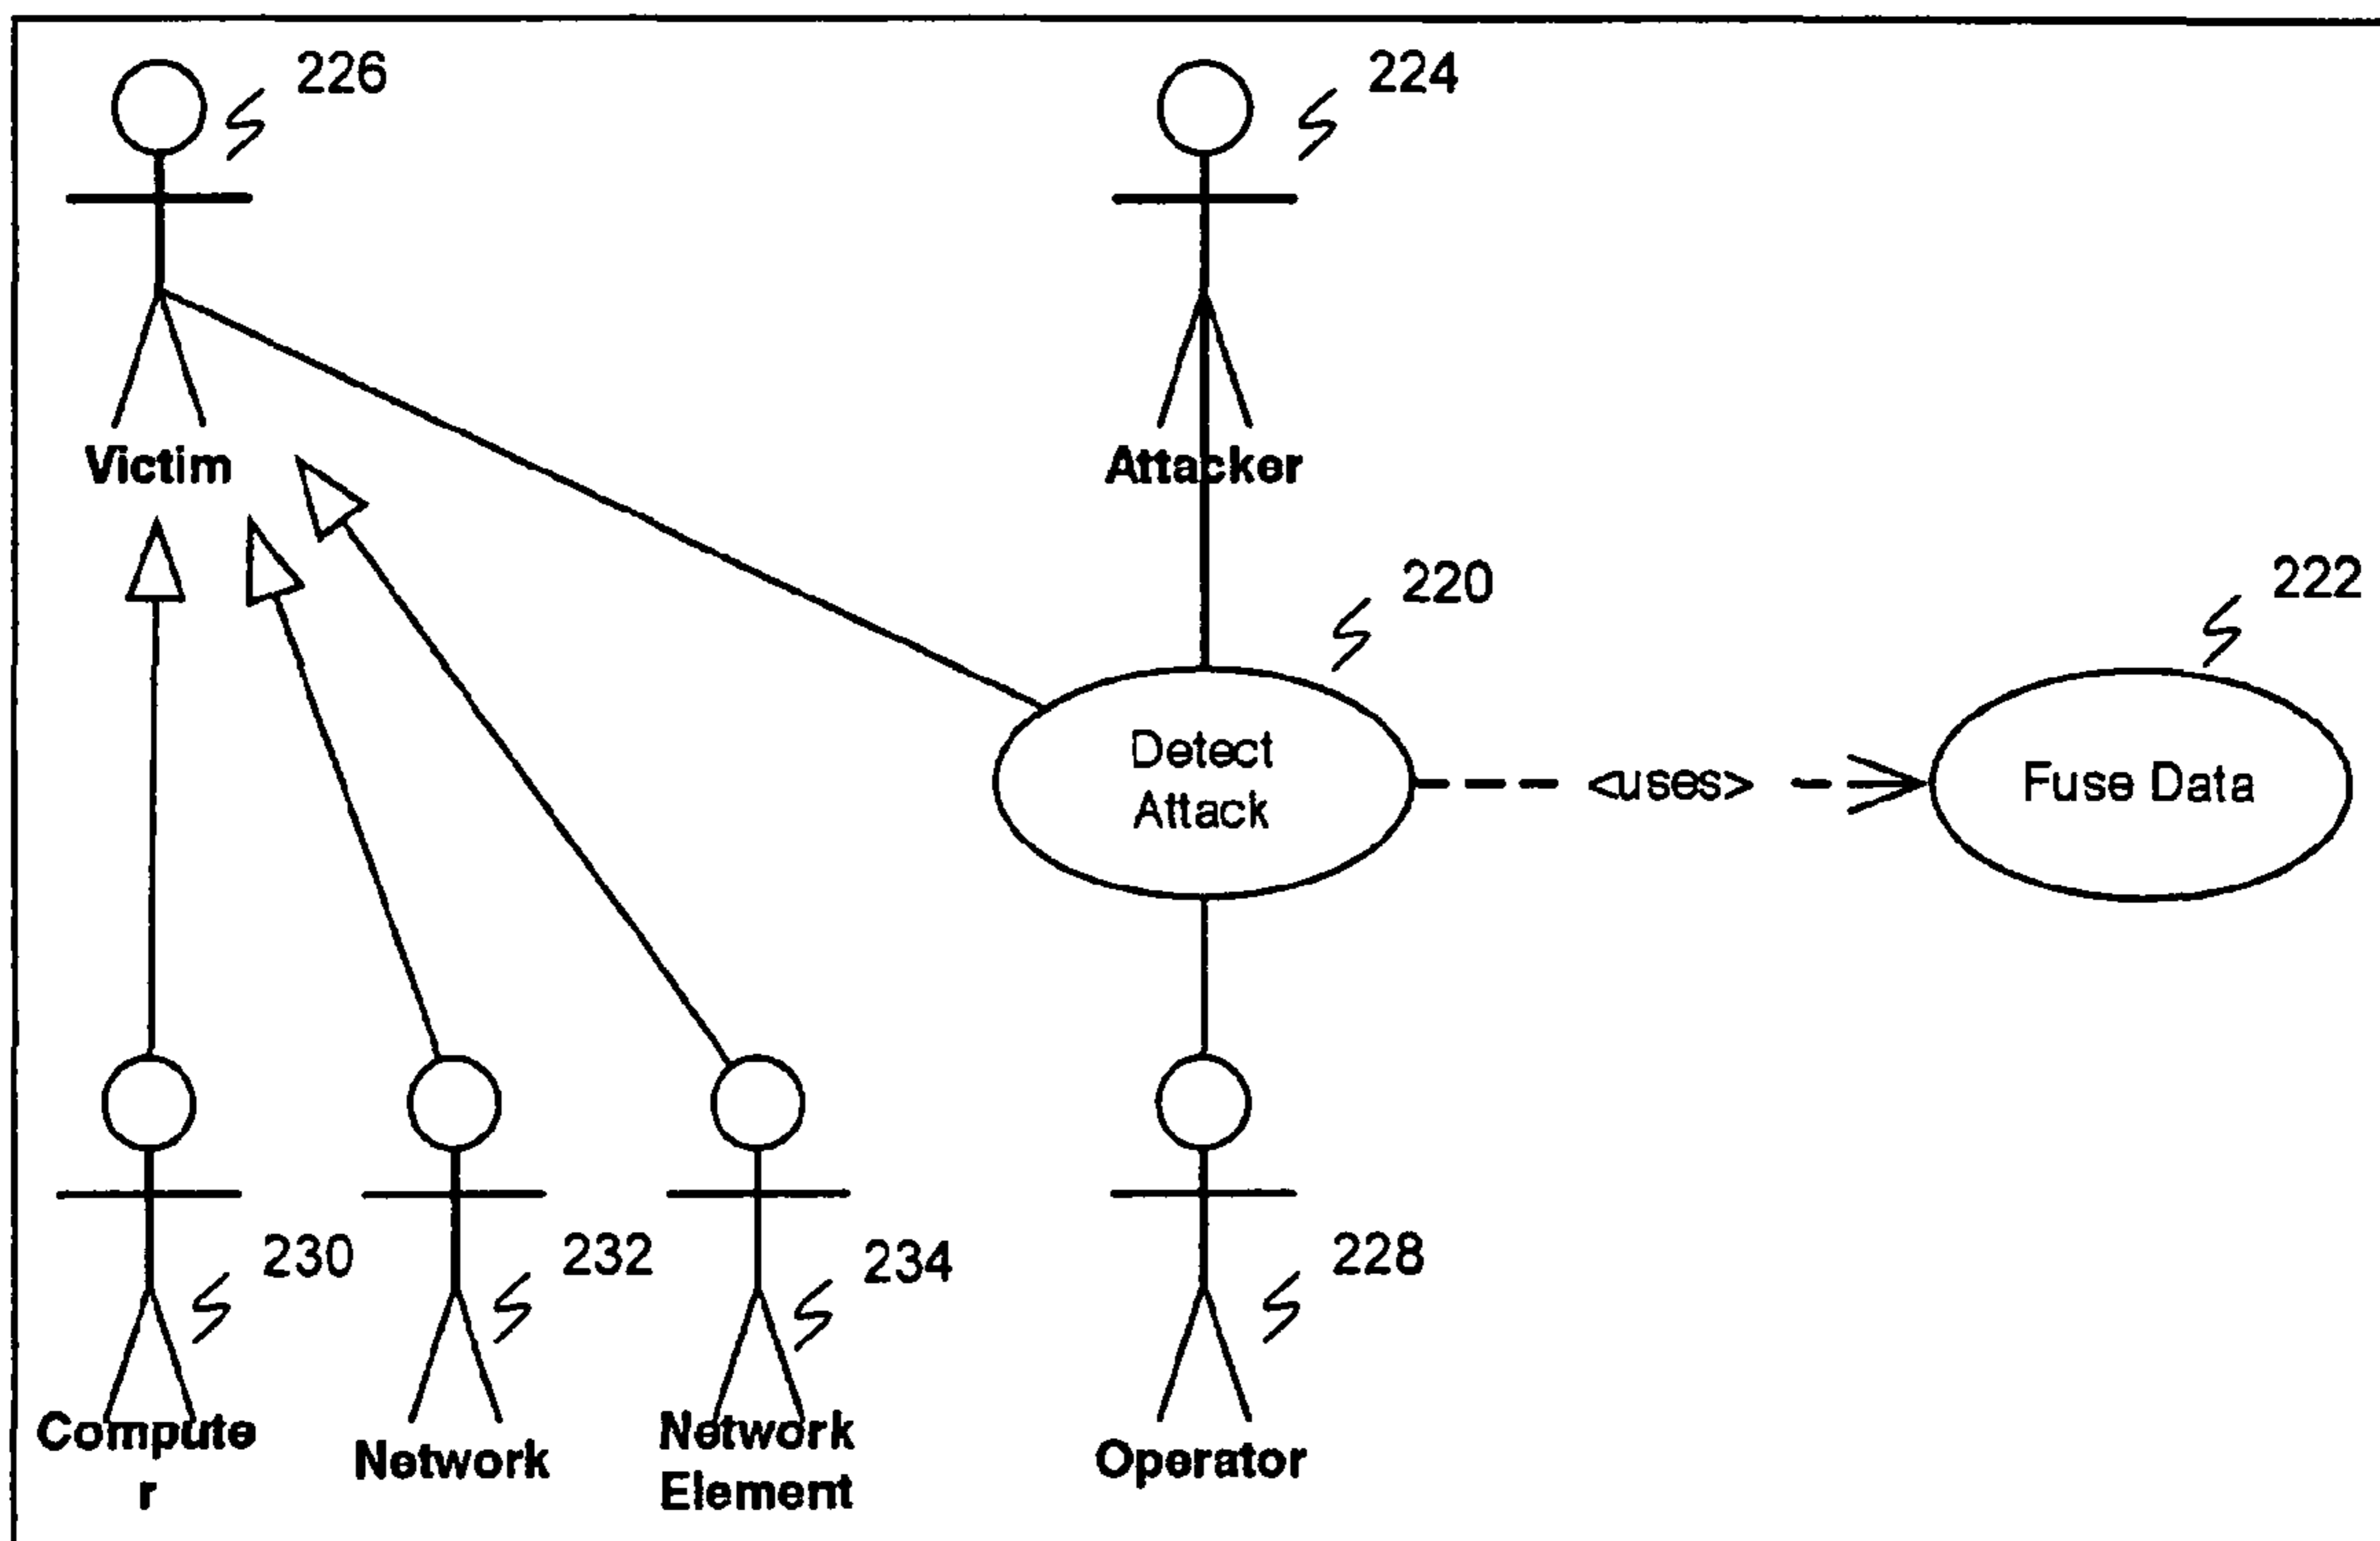 226
224
Victim
Attacker
220
222
Detect
Attack
<uses>
Fuse Data
230
232
234
228
Compute
r
Network
Network
Element
Operator